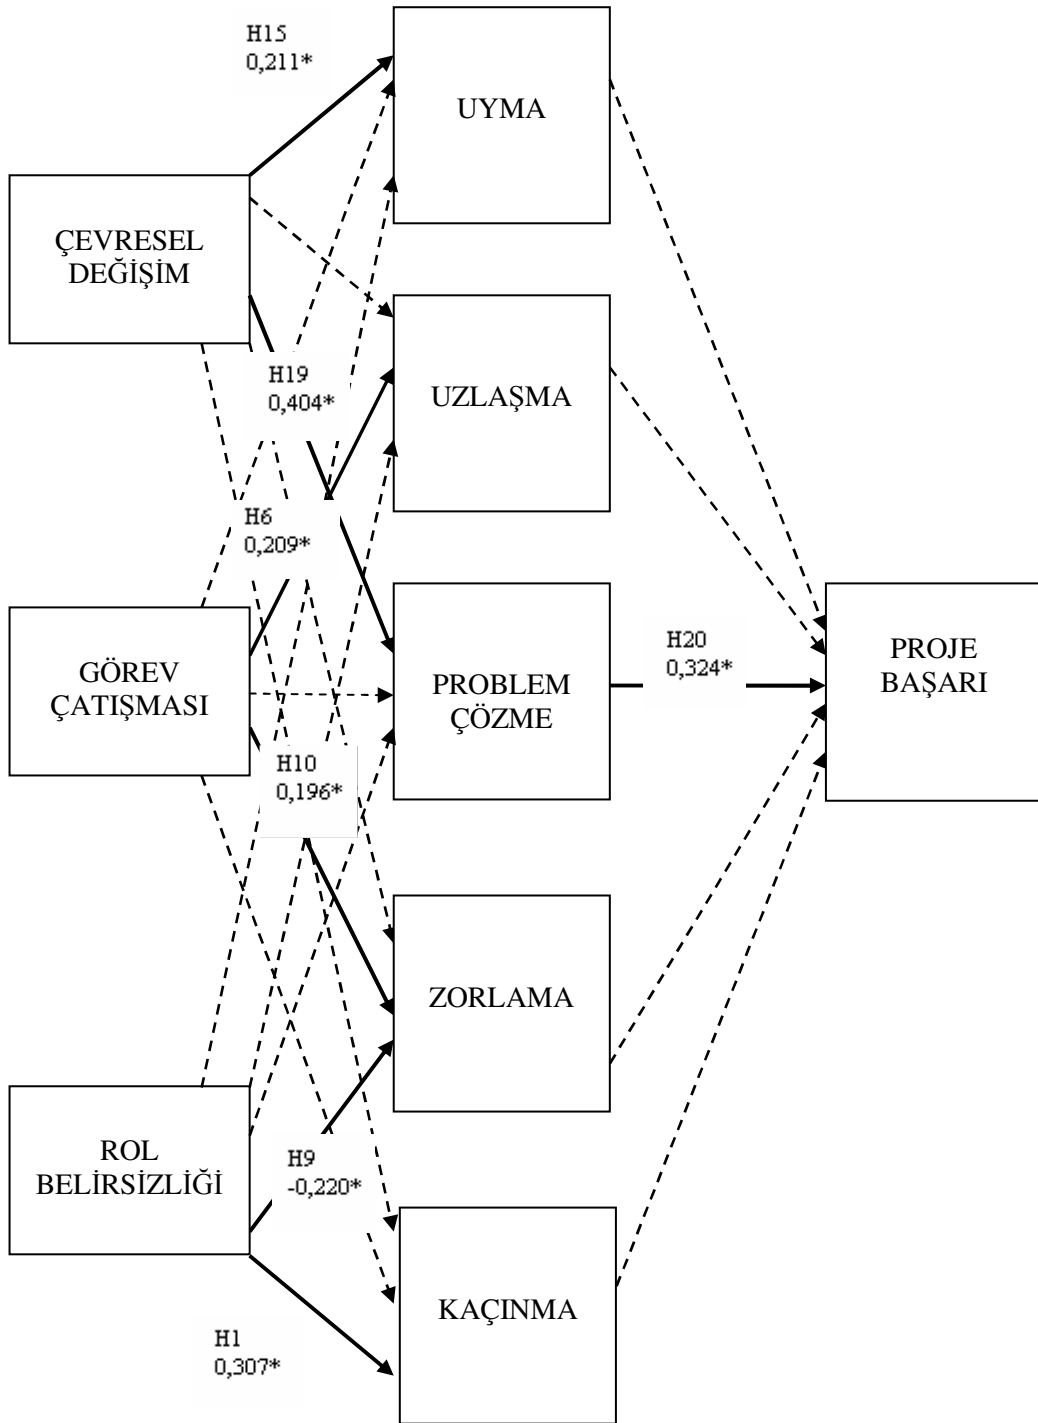 H15
0,211*
UYMA
ÇEVRESEL
DEĞİŞİM
H19
0,404*
UZLAŞMA
H6
0,209*
GÖREV
ÇATIŞMASI
PROBLEM
ÇÖZME
H20
0,324*
PROJE
BAŞARI
H10
0,196*
ZORLAMA
ROL
BELİRSİZLİĞİ
H9
-0,220*
KAÇINMA
H1
0,307*